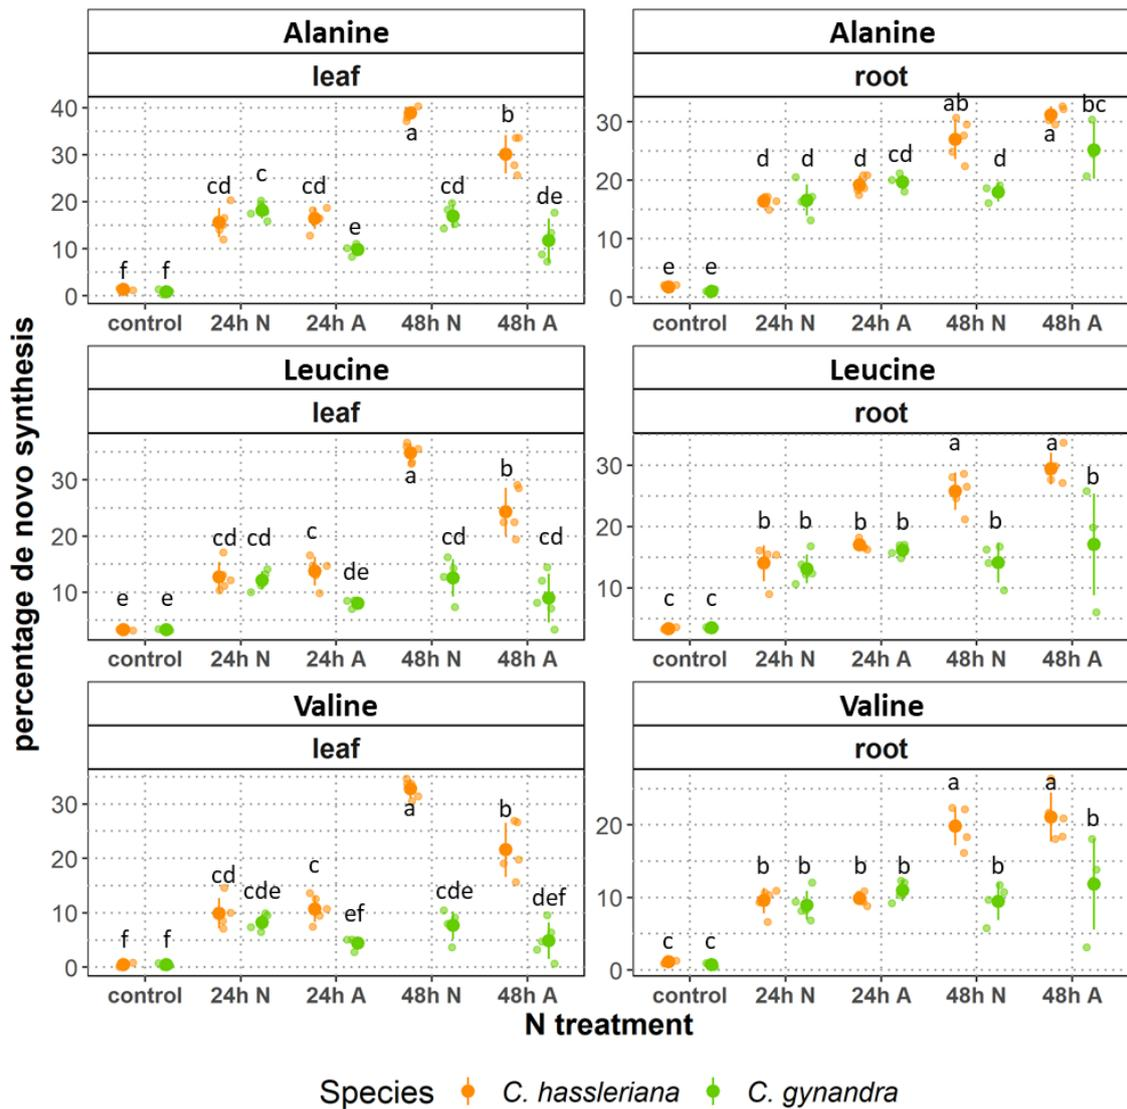 Alanine
leaf
40
30
20
10
0
f f cd c cd e a cd b de
control 24h N 24h A 48h N 48h A
Alanine
root
30
20
10
0
e e d d d cd ab d a bc
control 24h N 24h A 48h N 48h A
percentage de novo synthesis
Leucine
leaf
30
20
10
e e cd cd c de a cd b cd
control 24h N 24h A 48h N 48h A
Leucine
root
30
20
10
c c b b b b a b a b
control 24h N 24h A 48h N 48h A
Valine
leaf
30
20
10
0
f f cd cde c ef a cde b def
control 24h N 24h A 48h N 48h A
Valine
root
20
10
0
c c b b b b a b a b
control 24h N 24h A 48h N 48h A
N treatment
Species C. hassleriana C. gynandra